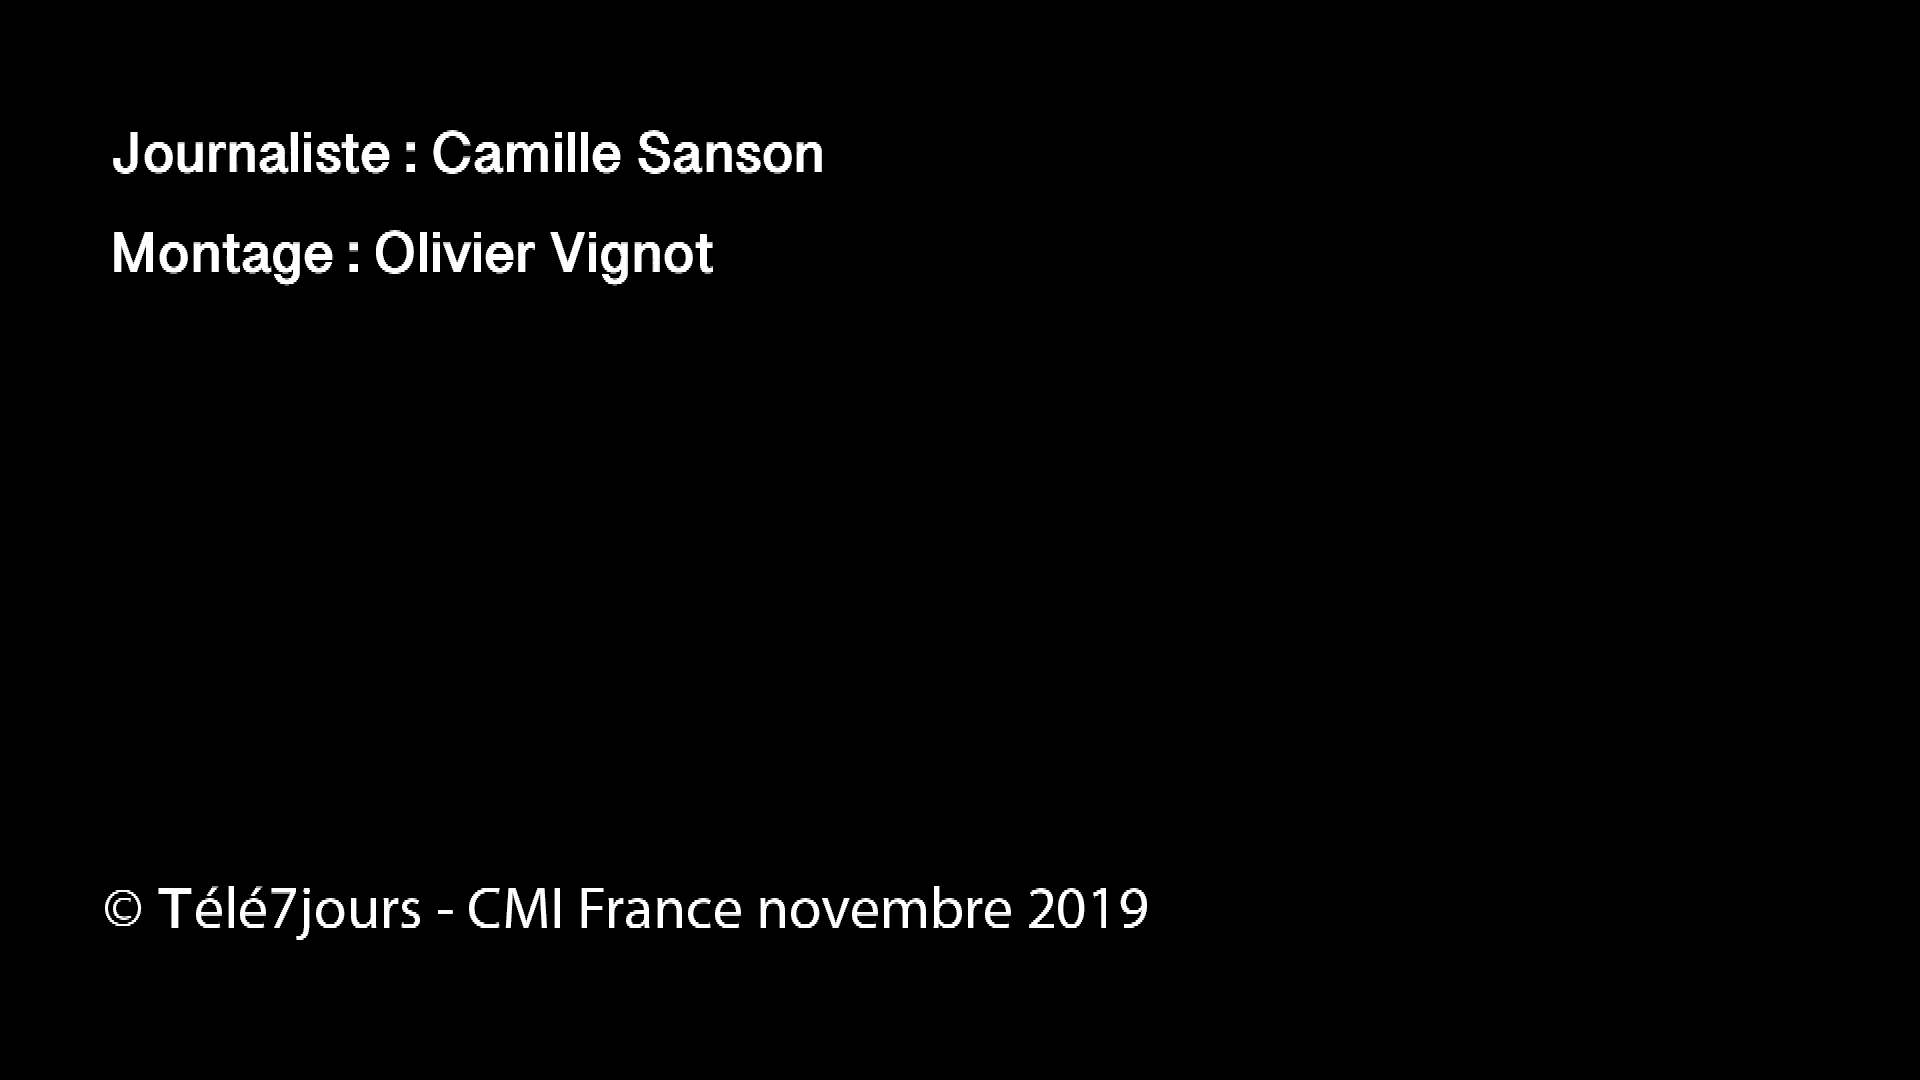 Journaliste : Camille Sanson
Montage : Olivier Vignot
© Télé7jours - CMI France novembre 2019